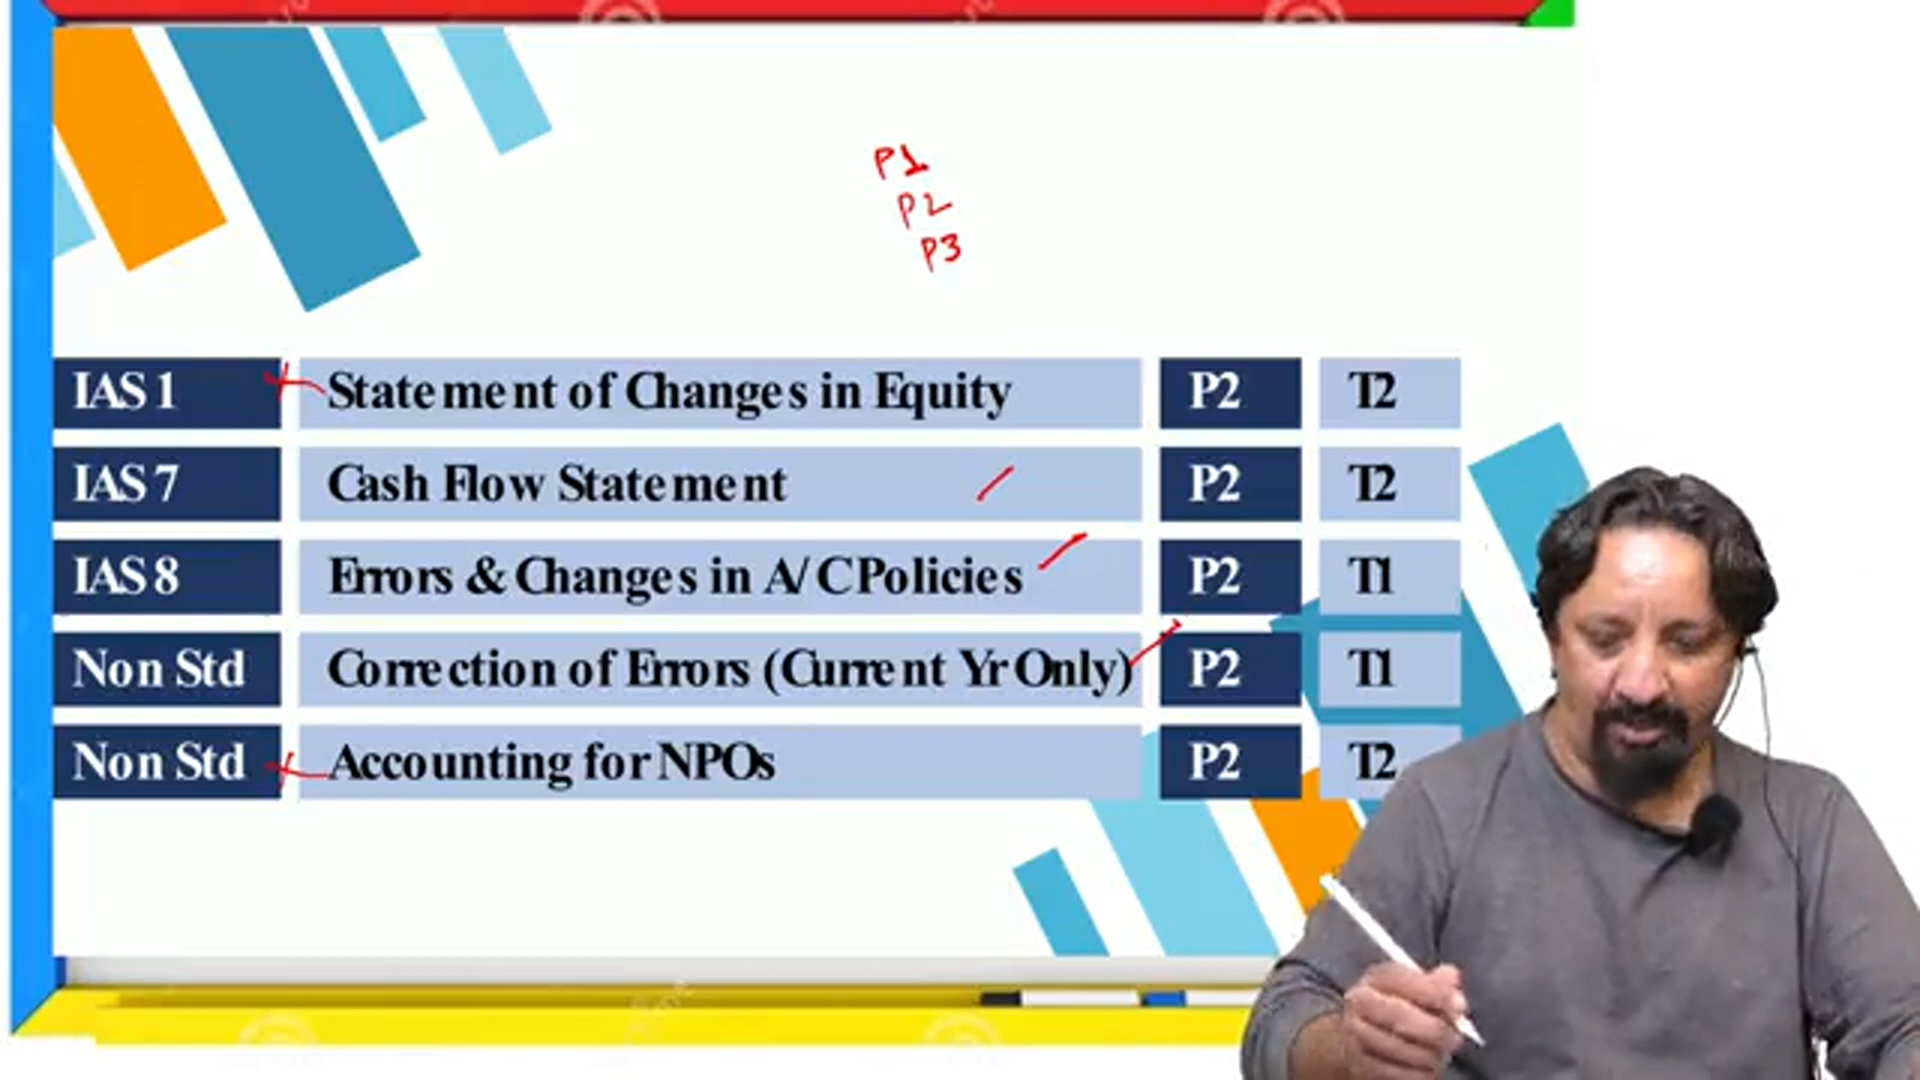 P1
P2
P3
IAS 1 Statement of Changes in Equity P2 T2
IAS 7 Cash Flow Statement P2 T2
IAS 8 Errors & Changes in A/C Policies P2 T1
Non Std Correction of Errors (Current Yr Only) P2 T1
Non Std Accounting for NPOs P2 T2